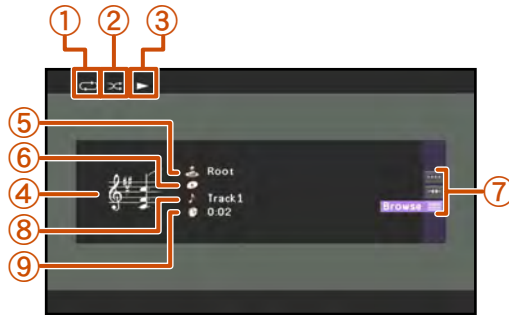 ① ② ③
⑤
⑥
④
⑧
⑨
⑦
Root
Track1
0:02
Browse